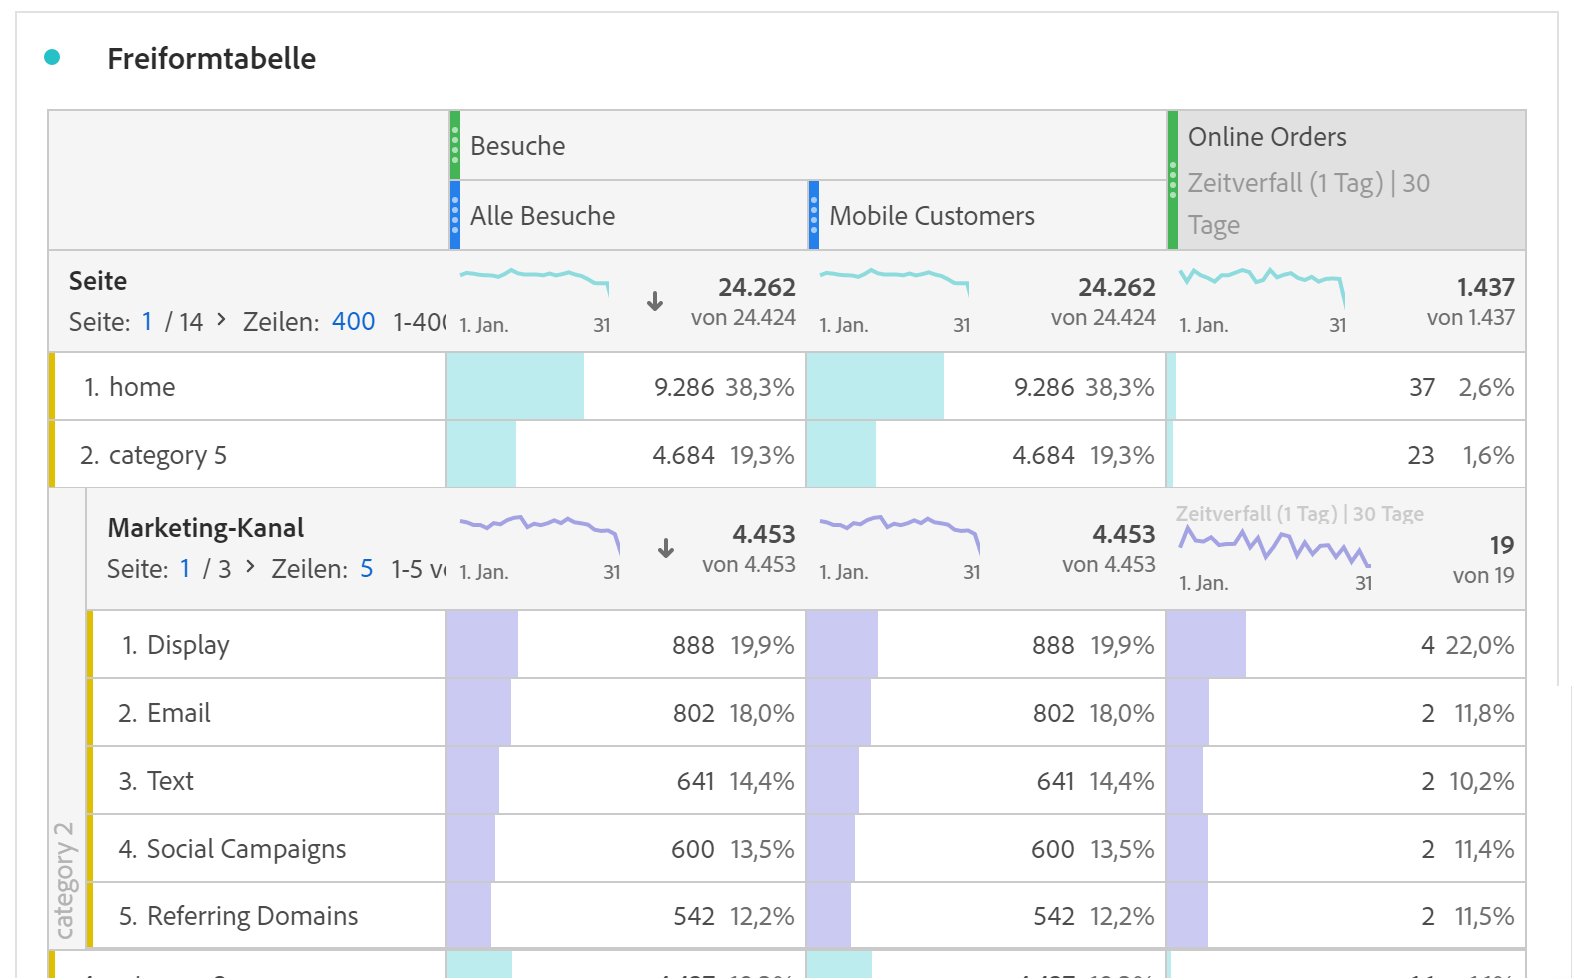 Freiformtabelle
Besuche
Online Orders
Zeitverfall (1 Tag) | 30
Tage
Alle Besuche
Mobile Customers
Seite
24.262
24.262
1.437
Seite: 1 / 14 > Zeilen: 400 1-400
1. Jan. 31
von 24.424
1. Jan. 31
von 24.424
1. Jan. 31
von 1.437
1. home 9.286 38,3% 9.286 38,3% 37 2,6%
2. category 5 4.684 19,3% 4.684 19,3% 23 1,6%
Marketing-Kanal
4.453
4.453
Zeitverfall (1 Tag) | 30 Tage
19
Seite: 1 / 3 > Zeilen: 5 1-5
1. Jan. 31
von 4.453
1. Jan. 31
von 4.453
1. Jan. 31
von 19
category 2
1. Display 888 19,9% 888 19,9% 4 22,0%
2. Email 802 18,0% 802 18,0% 2 11,8%
3. Text 641 14,4% 641 14,4% 2 10,2%
4. Social Campaigns 600 13,5% 600 13,5% 2 11,4%
5. Referring Domains 542 12,2% 542 12,2% 2 11,5%